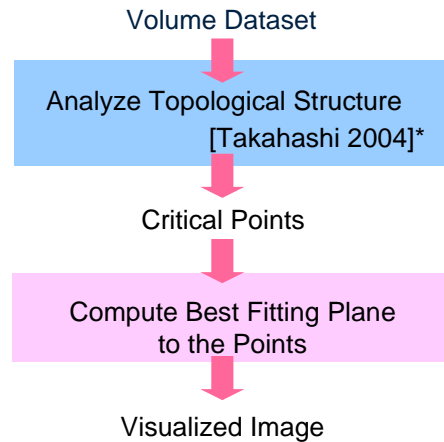 Volume Dataset
Analyze Topological Structure
[Takahashi 2004]*
Critical Points
Compute Best Fitting Plane
to the Points
Visualized Image